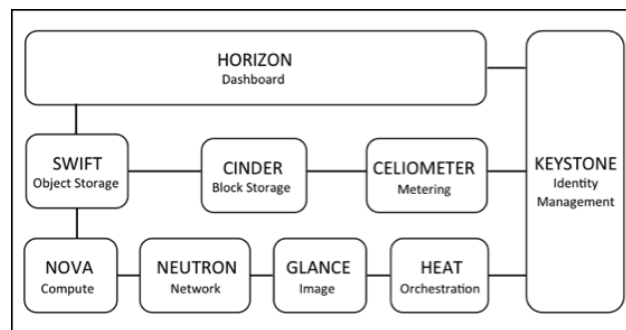 HORIZON
Dashboard
SWIFT
Object Storage
CINDER
Block Storage
CELIOMETER
Metering
KEYSTONE
Identity
Management
NOVA
Compute
NEUTRON
Network
GLANCE
Image
HEAT
Orchestration